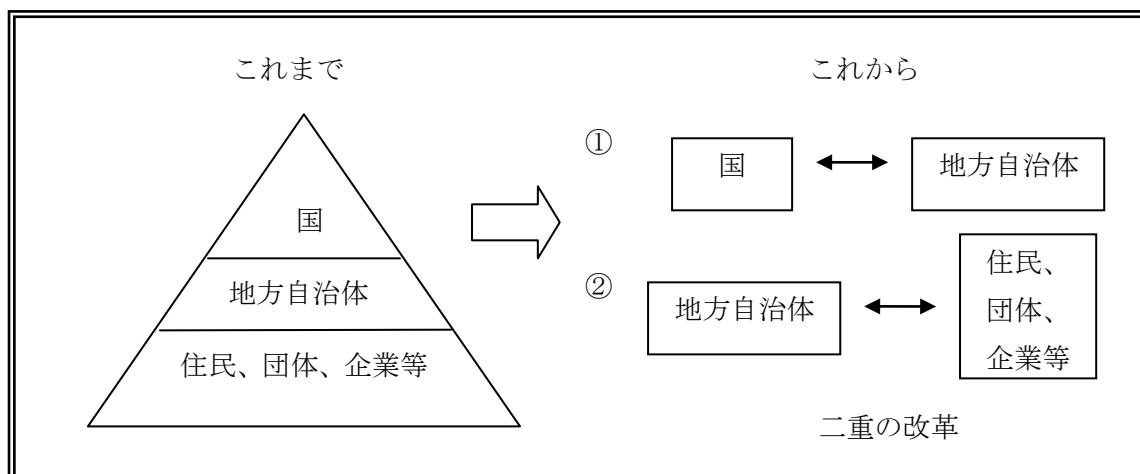 これまで
国
地方自治体
住民、団体、企業等
これから
①
国
地方自治体
②
地方自治体
住民、
団体、
企業等
二重の改革